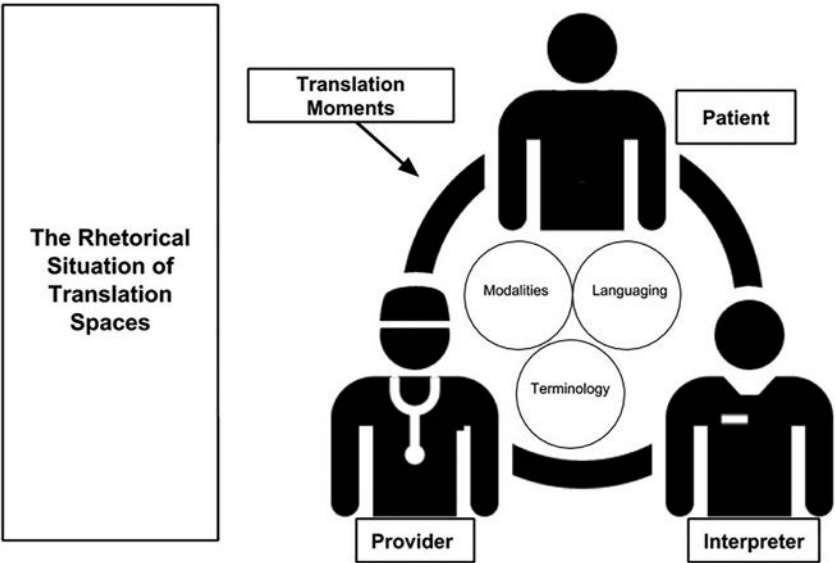 The Rhetorical
Situation of
Translation
Spaces
Translation
Moments
Patient
Modalities
Languaging
Terminology
Provider
Interpreter